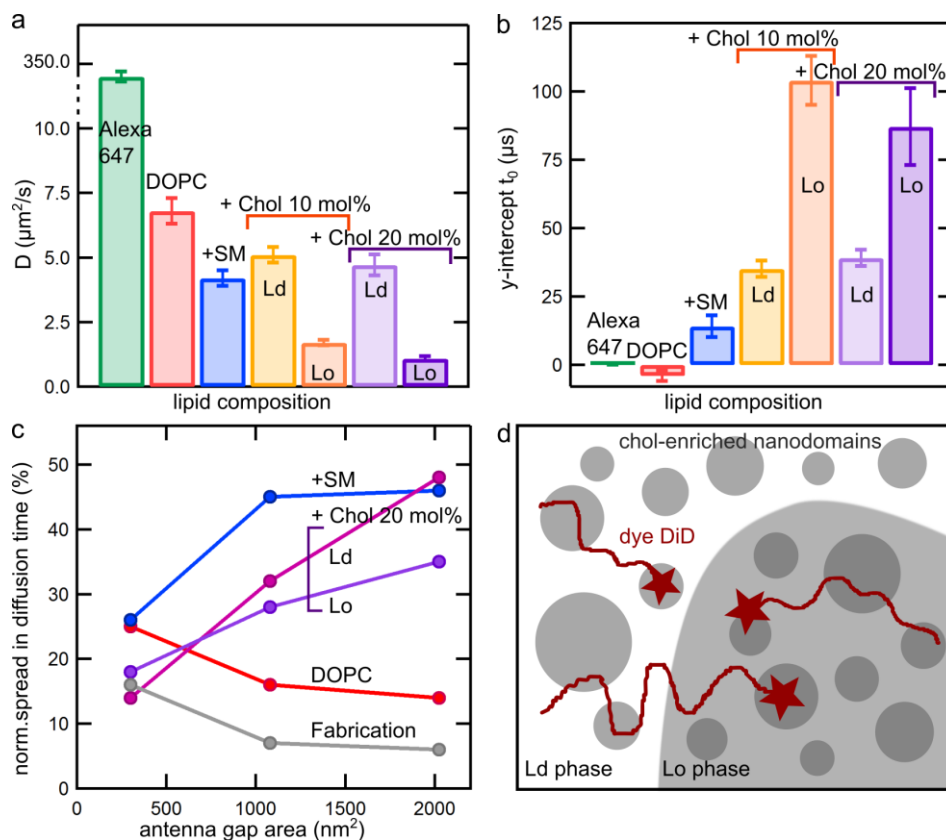 a
350.0
10.0
7.5
5.0
2.5
0.0
D (µm²/s)
Alexa
647
DOPC
+SM
+ Chol 10 mol%
+ Chol 20 mol%
Ld
Lo
Ld
Lo
lipid composition
b
125
100
75
50
25
0
y-intercept t₀ (µs)
+ Chol 10 mol%
+ Chol 20 mol%
Alexa
647
DOPC
+SM
Ld
Lo
Ld
Lo
lipid composition
c
50
40
30
20
10
0
norm.spread in diffusion time (%)
+SM
+ Chol 20 mol%
Ld
Lo
DOPC
Fabrication
0 500 1000 1500 2000
antenna gap area (nm²)
d
chol-enriched nanodomains
dye DiD
Ld phase
Lo phase